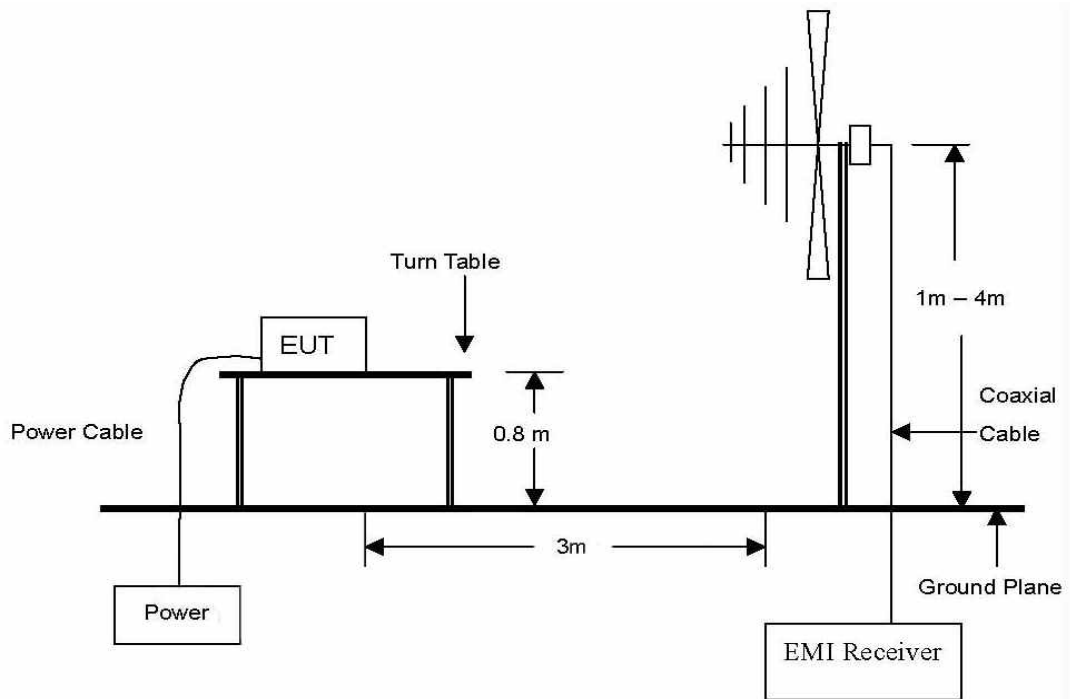 Turn Table
1m – 4m
EUT
Coaxial
Cable
Power Cable
0.8 m
3m
Ground Plane
Power
EMI Receiver